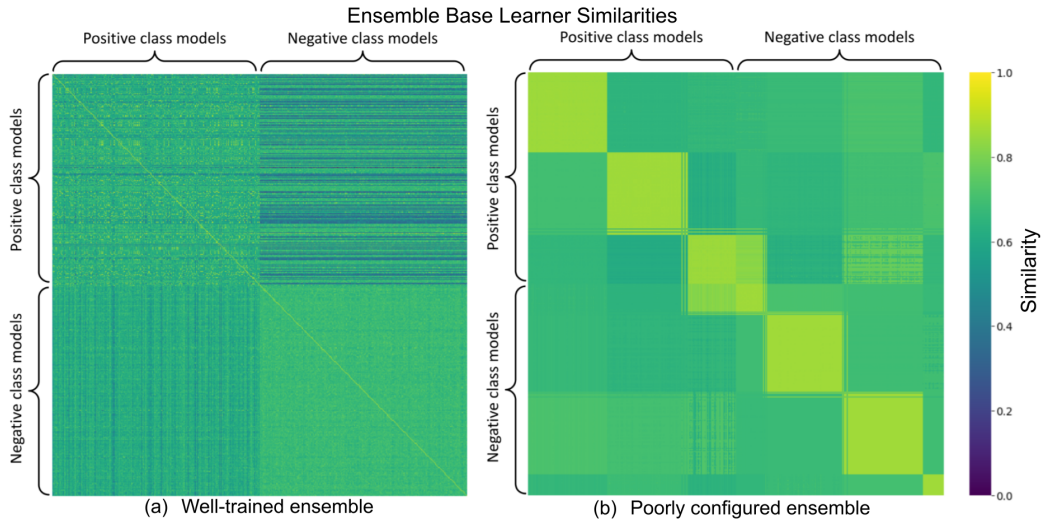 Ensemble Base Learner Similarities
Positive class models
Negative class models
Positive class models
Negative class models
Positive class models
Negative class models
Positive class models
Negative class models
1.0
0.8
0.6
0.4
0.2
0.0
Similarity
(a) Well-trained ensemble
(b) Poorly configured ensemble